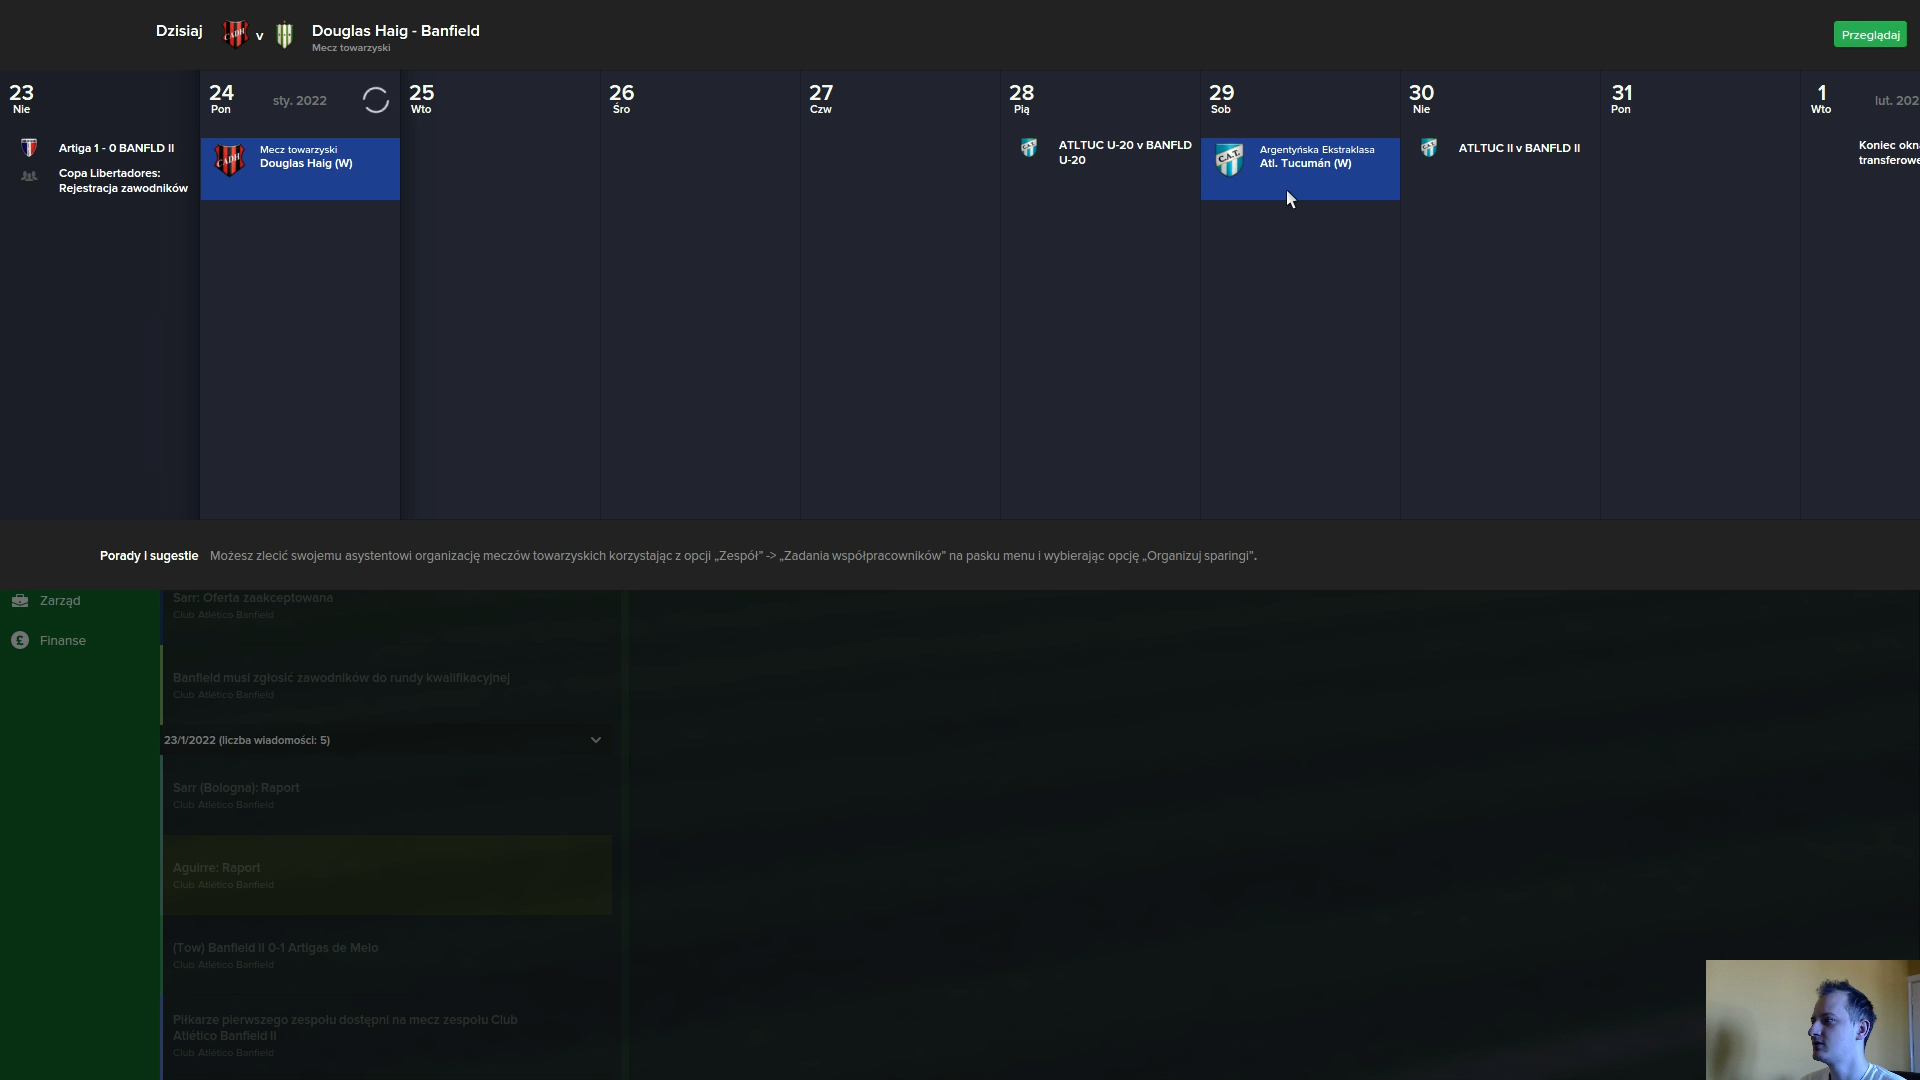 Dzisiaj
v
Douglas Haig - Banfield
Mecz towarzyski
Przeglądaj
23
Nie
24
Pon
sty. 2022
25
Wto
26
Śro
27
Czw
28
Pią
29
Sob
30
Nie
31
Pon
1
Wto
lut. 202
Artiga 1 - 0 BANFLD II
Copa Libertadores:
Rejestracja zawodników
CADH
Mecz towarzyski
Douglas Haig (W)
ATLTUC U-20 v BANFLD
U-20
C.A.T.
Argentyńska Ekstraklasa
Atl. Tucumán (W)
ATLTUC II v BANFLD II
Koniec okn
transferowe
Porady i sugestie
Możesz zlecić swojemu asystentowi organizację meczów towarzyskich korzystając z opcji „Zespół” -> „Zadania współpracowników” na pasku menu i wybierając opcję „Organizuj sparingi”.
Zarząd
Finanse
Sarr: Oferta zaakceptowana
Club Atlético Banfield
Banfield musi zgłosić zawodników do rundy kwalifikacyjnej
Club Atlético Banfield
23/1/2022 (liczba wiadomości: 5)
Sarr (Bologna): Raport
Club Atlético Banfield
Aguirre: Raport
Club Atlético Banfield
(Tow) Banfield II 0-1 Artigas de Melo
Club Atlético Banfield
Piłkarze pierwszego zespołu dostępni na mecz zespołu Club
Atlético Banfield II
Club Atlético Banfield